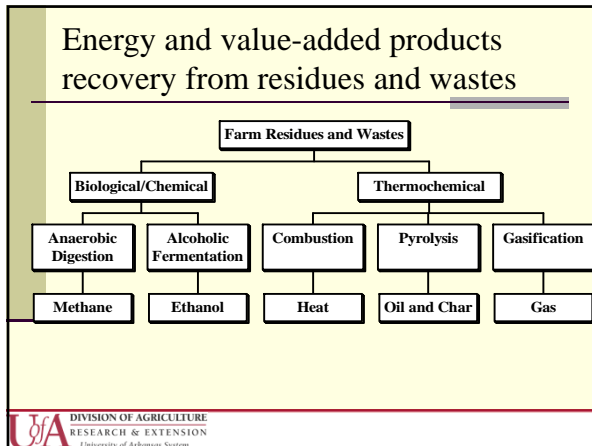 Energy and value-added products
recovery from residues and wastes
Farm Residues and Wastes
Biological/Chemical
Thermochemical
Anaerobic
Digestion
Alcoholic
Fermentation
Combustion
Pyrolysis
Gasification
Methane
Ethanol
Heat
Oil and Char
Gas
UofA DIVISION OF AGRICULTURE
RESEARCH & EXTENSION
University of Arkansas System